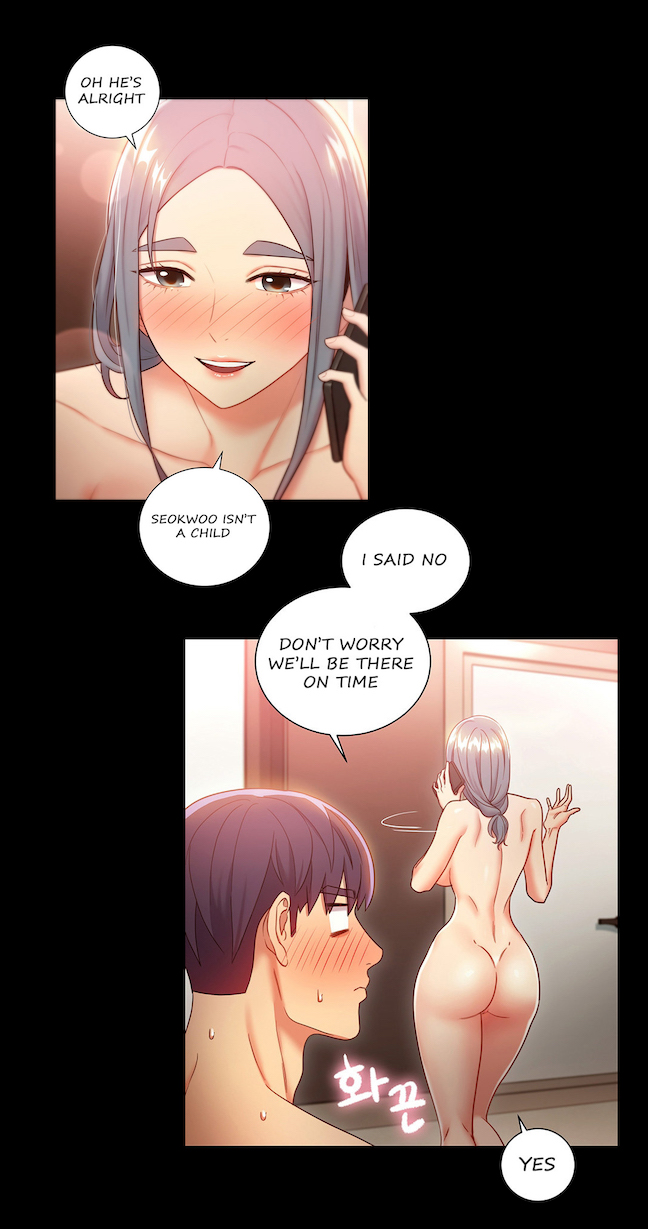 OH HE'S
ALRIGHT
SEOKWOO ISN'T
A CHILD
I SAID NO
DON'T WORRY
WE'LL BE THERE
ON TIME
화끈
YES